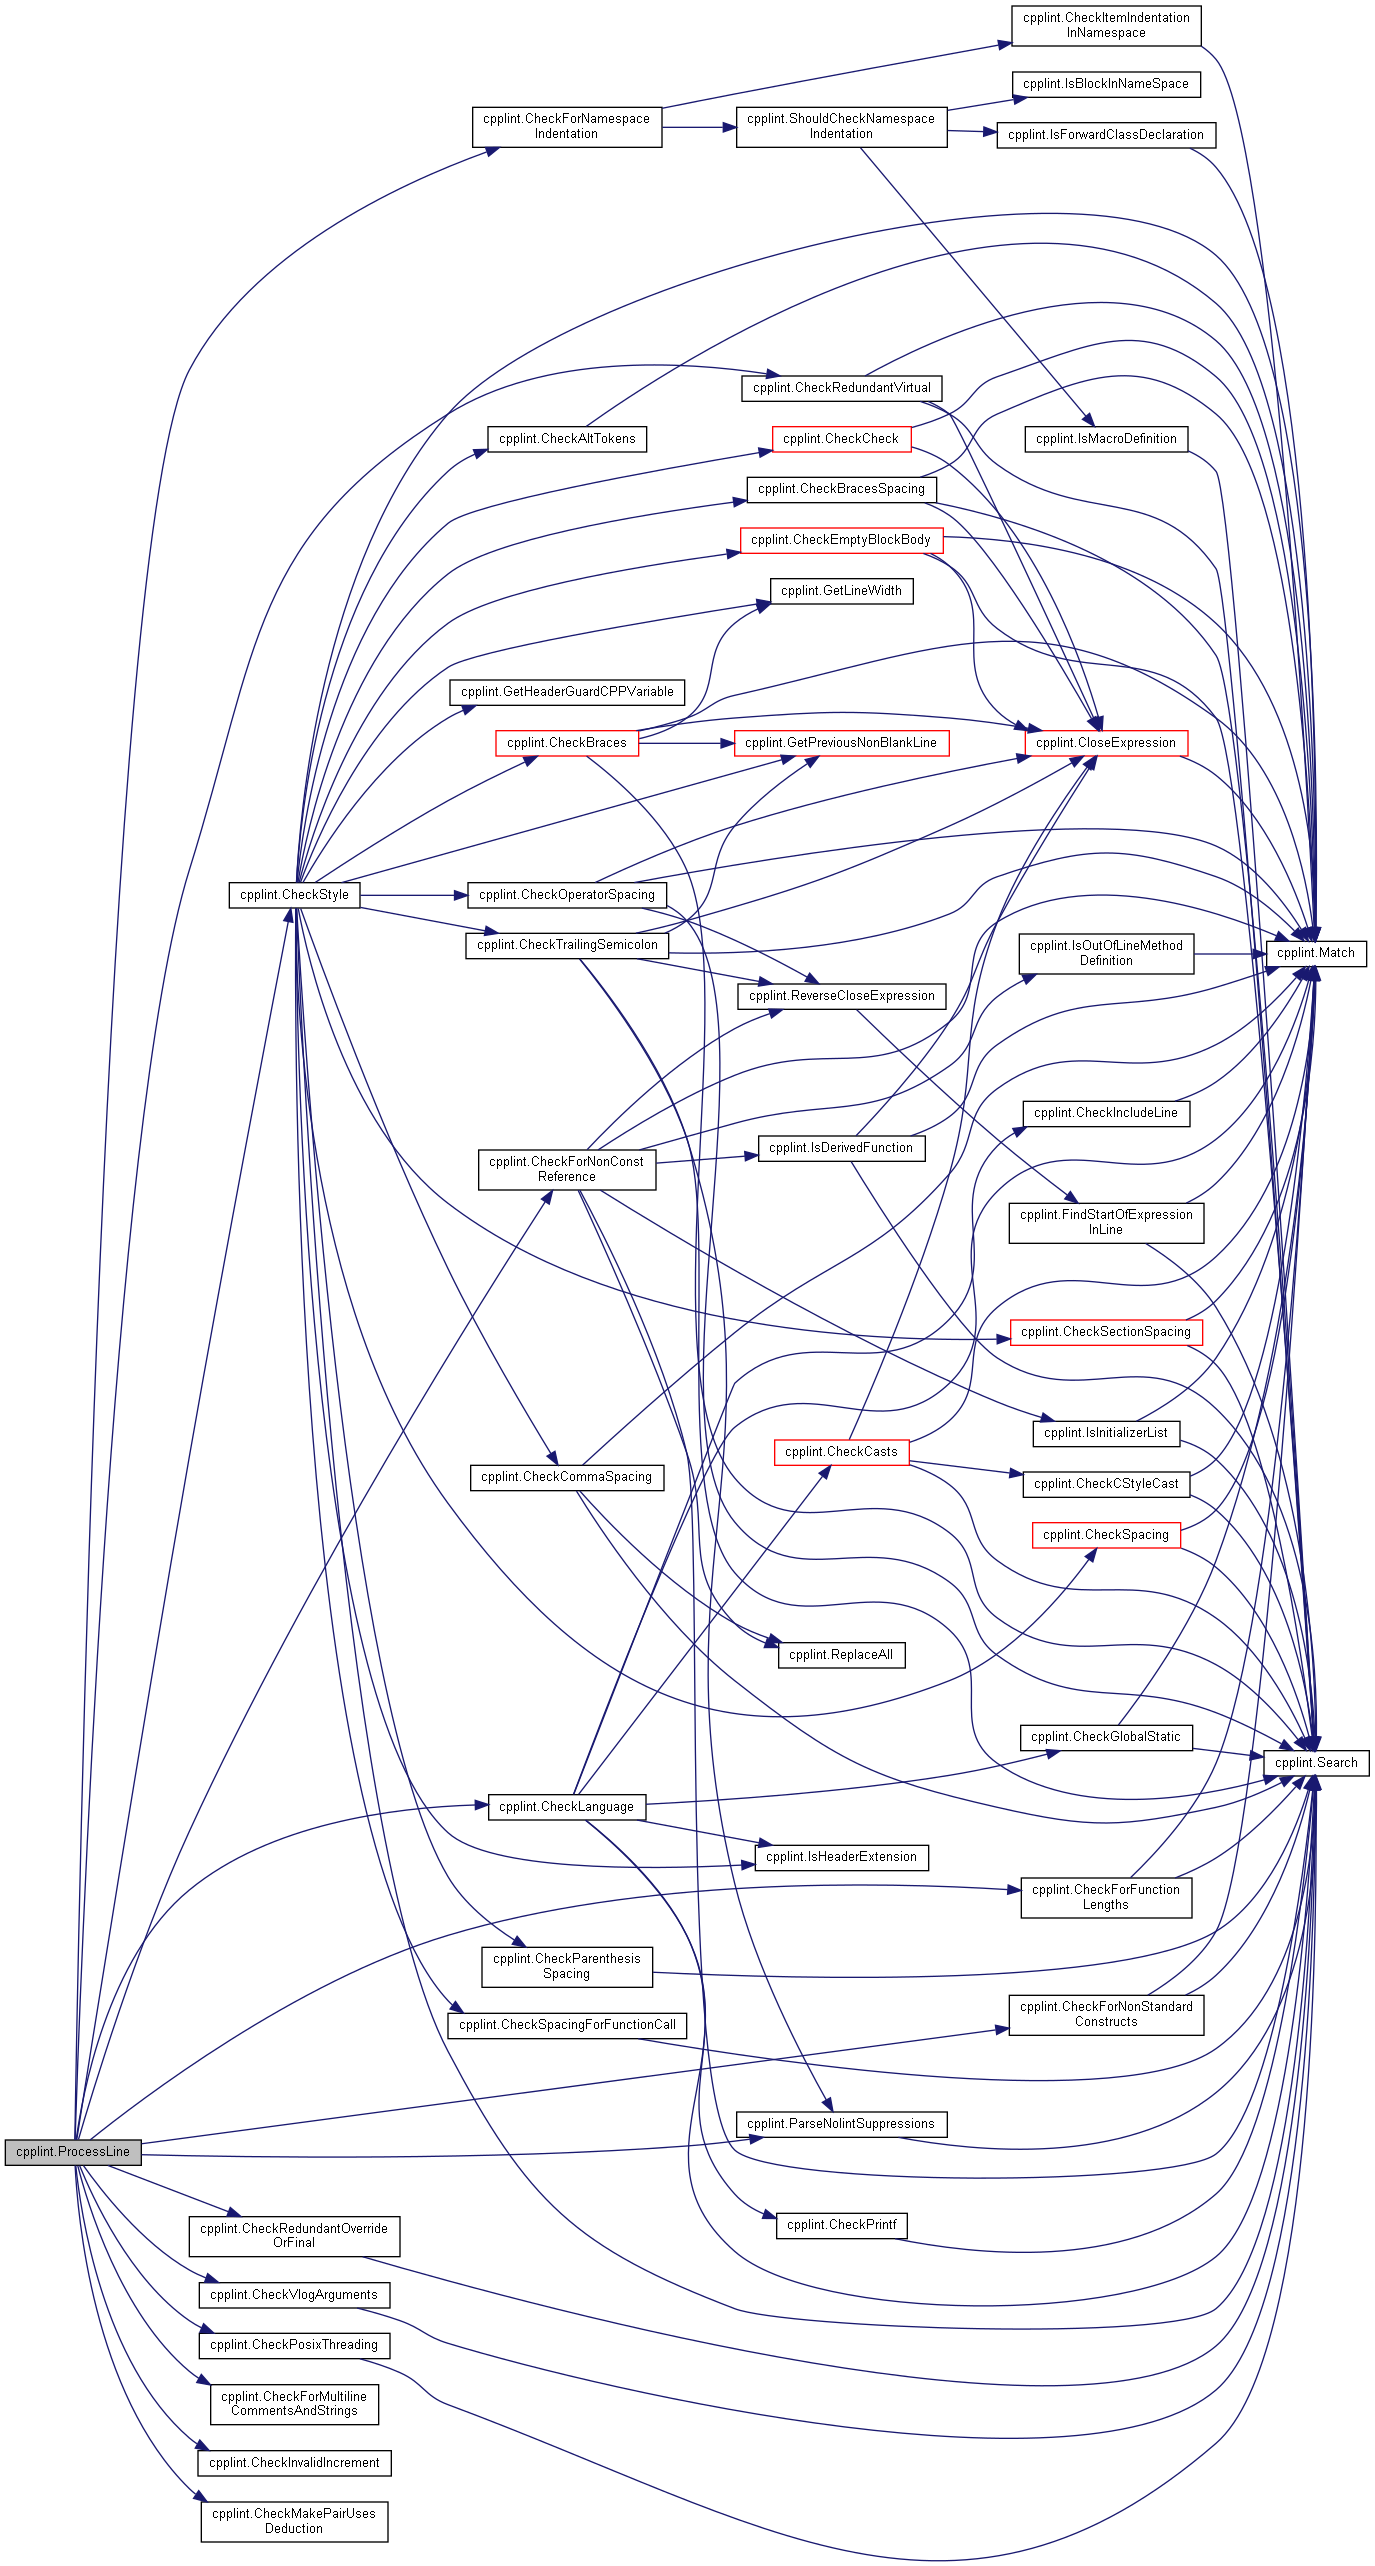 cpplint.CheckItemIndentation
InNamespace
cpplint.IsBlockInNameSpace
cpplint.CheckForNamespace
Indentation
cpplint.ShouldCheckNamespace
Indentation
cpplint.IsForwardClassDeclaration
cpplint.CheckRedundantVirtual
cpplint.CheckAltTokens
cpplint.CheckCheck
cpplint.IsMacroDefinition
cpplint.CheckBracesSpacing
cpplint.CheckEmptyBlockBody
cpplint.GetLineWidth
cpplint.GetHeaderGuardCPPVariable
cpplint.CheckBraces
cpplint.GetPreviousNonBlankLine
cpplint.CloseExpression
cpplint.CheckStyle
cpplint.CheckOperatorSpacing
cpplint.CheckTrailingSemicolon
cpplint.IsOutOfLineMethod
Definition
cpplint.Match
cpplint.ReverseCloseExpression
cpplint.CheckIncludeLine
cpplint.CheckForNonConst
Reference
cpplint.IsDerivedFunction
cpplint.FindStartOfExpression
InLine
cpplint.CheckSectionSpacing
cpplint.IsInitializerList
cpplint.CheckCasts
cpplint.CheckCommaSpacing
cpplint.CheckCStyleCast
cpplint.CheckSpacing
cpplint.ReplaceAll
cpplint.CheckGlobalStatic
cpplint.Search
cpplint.CheckLanguage
cpplint.IsHeaderExtension
cpplint.CheckForFunction
Lengths
cpplint.CheckParenthesis
Spacing
cpplint.CheckSpacingForFunctionCall
cpplint.CheckForNonStandard
Constructs
cpplint.ParseNolintSuppressions
cpplint.ProcessLine
cpplint.CheckPrintf
cpplint.CheckRedundantOverride
OrFinal
cpplint.CheckVlogArguments
cpplint.CheckPosixThreading
cpplint.CheckForMultiline
CommentsAndStrings
cpplint.CheckInvalidIncrement
cpplint.CheckMakePairUses
Deduction